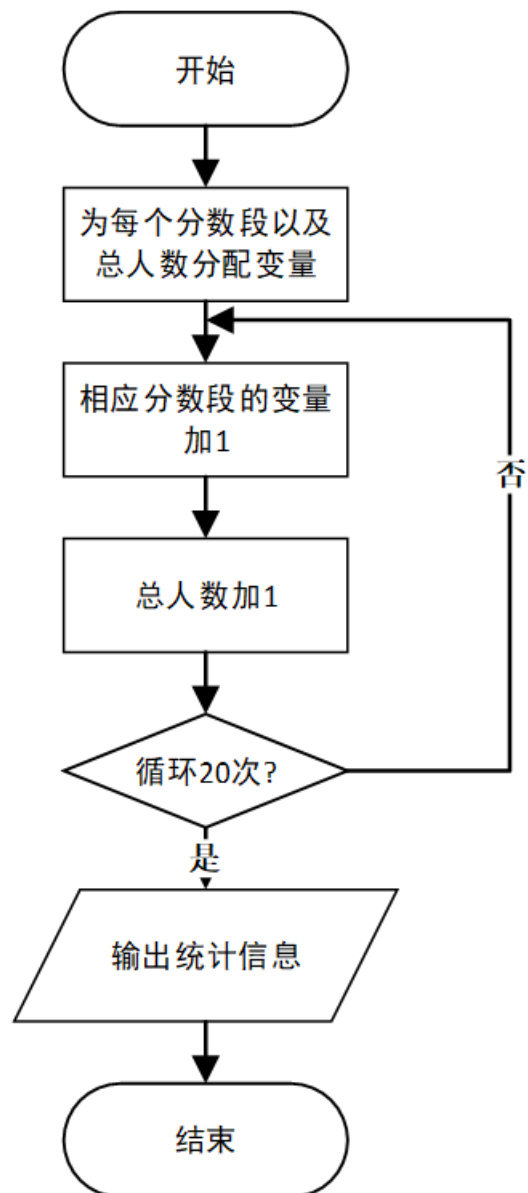 开始
为每个分数段以及
总人数分配变量
相应分数段的变量
加1
否
总人数加1
循环20次?
是
输出统计信息
结束